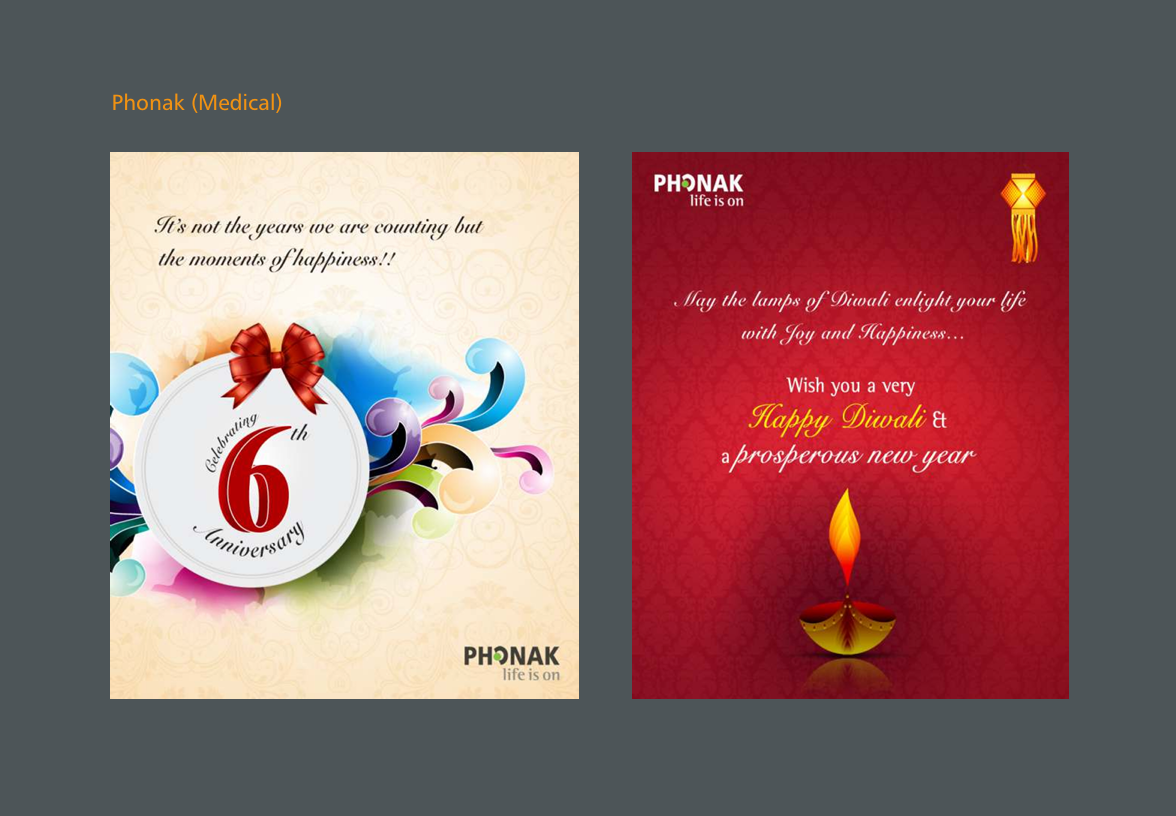 Phonak (Medical)
It's not the years we are counting but
the moments of happiness!!
Celebrating
6th
Anniversary
PHONAK
life is on
PHONAK
life is on
May the lamps of Diwali enlight your life
with Joy and Happiness...
Wish you a very
Happy Diwali &
a prosperous new year